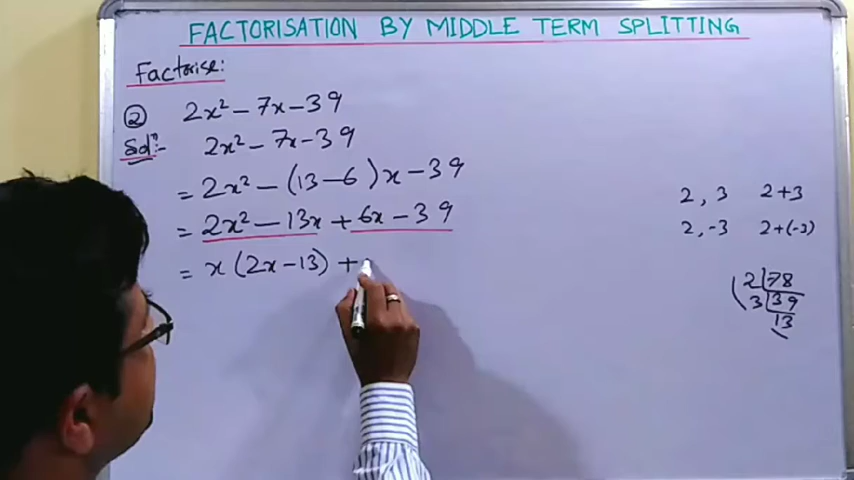 FACTORISATION BY MIDDLE TERM SPLITTING
Factorise:
② 2x² - 7x - 39
Solⁿ:- 2x² - 7x - 39
= 2x² - (13 - 6)x - 39
= 2x² - 13x + 6x - 39
= x(2x - 13) +
2, 3 2+3
2, -3 2+(-3)
2 78
3 39
13